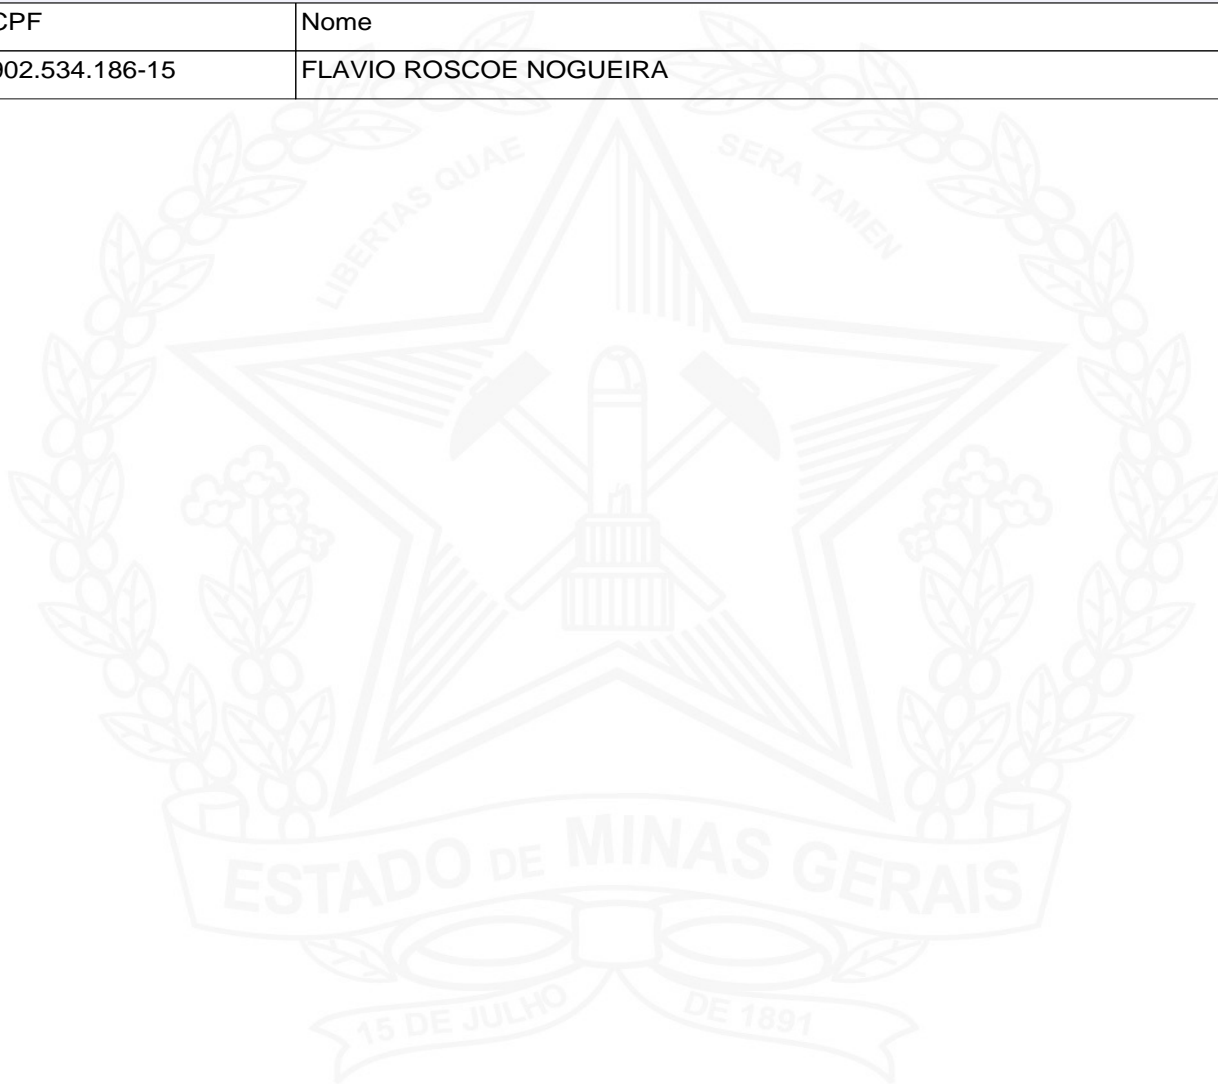 CPF Nome
902.534.186-15 FLAVIO ROSCOE NOGUEIRA
LIBERTAS QUAE SERA TAMEN
ESTADO DE MINAS GERAIS
15 DE JULHO DE 1891